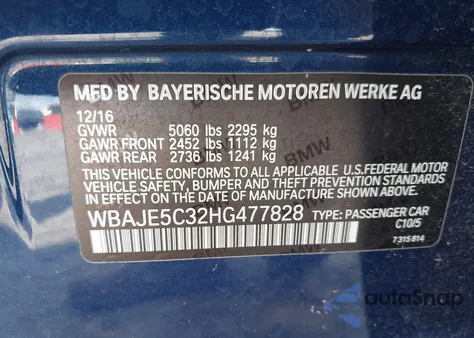 MFD BY BAYERISCHE MOTOREN WERKE AG
12/16
GVWR 5060 lbs 2295 kg
GAWR FRONT 2452 lbs 1112 kg
GAWR REAR 2736 lbs 1241 kg
THIS VEHICLE CONFORMS TO ALL APPLICABLE U.S.FEDERAL MOTOR
VEHICLE SAFETY, BUMPER AND THEFT PREVENTION STANDARDS
IN EFFECT ON THE DATE OF MANUFACTURE SHOWN ABOVE.
WBAJE5C32HG477828 TYPE: PASSENGER CAR
C10/5
7315814
autoSnap